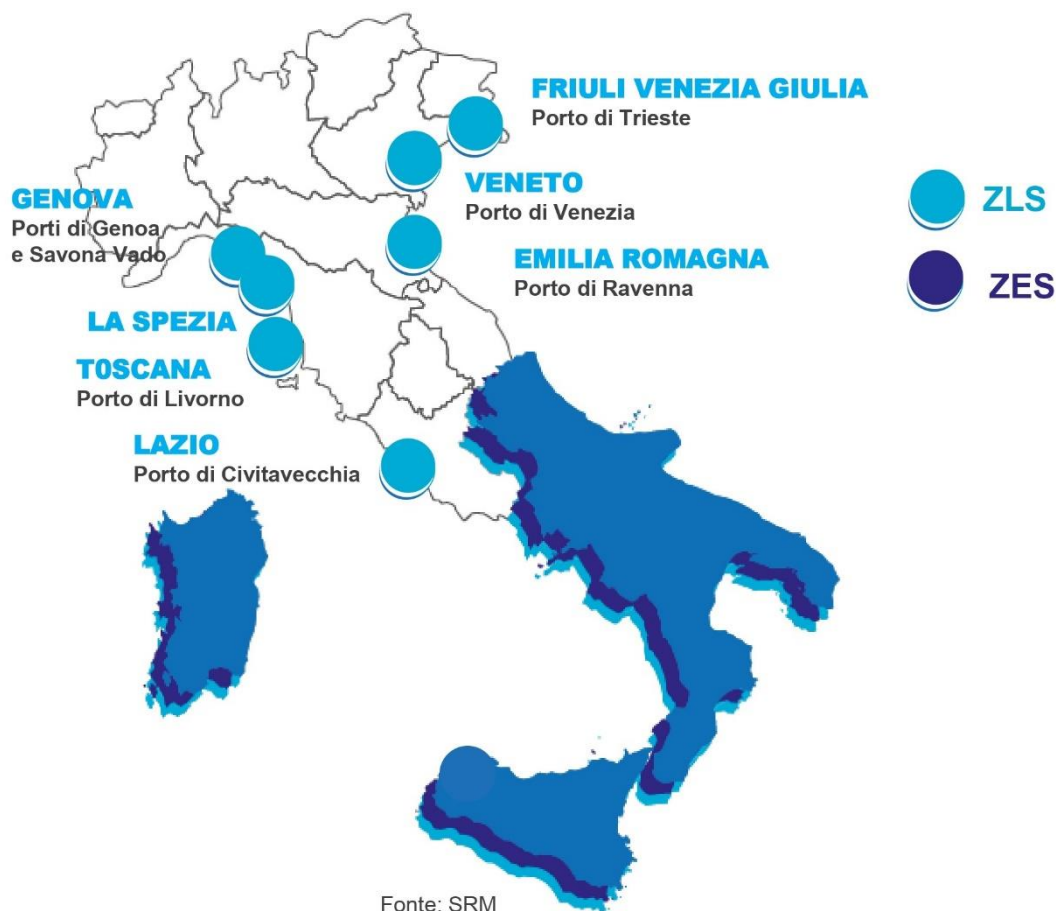 FRIULI VENEZIA GIULIA
Porto di Trieste
VENETO
Porto di Venezia
GENOVA
Porti di Genoa
e Savona Vado
EMILIA ROMAGNA
Porto di Ravenna
LA SPEZIA
T0SCANA
Porto di Livorno
LAZIO
Porto di Civitavecchia
ZLS
ZES
Fonte: SRM